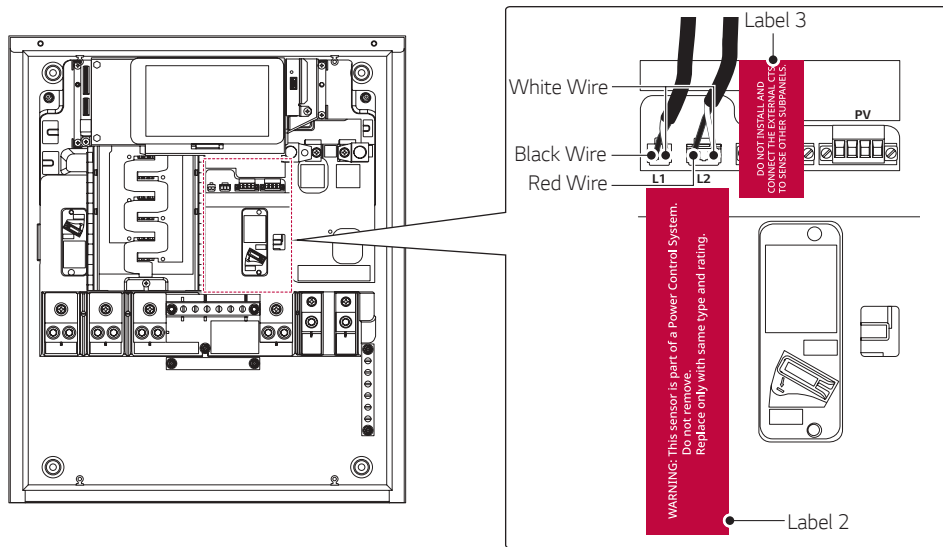 Label 3
White Wire
DO NOT INSTALL AND
CONNECT THE EXTERNAL CTS
TO SENSE OTHER SUBPANELS.
PV
Black Wire
Red Wire
L1
L2
WARNING: This sensor is part of a Power Control System.
Do not remove.
Replace only with same type and rating.
Label 2